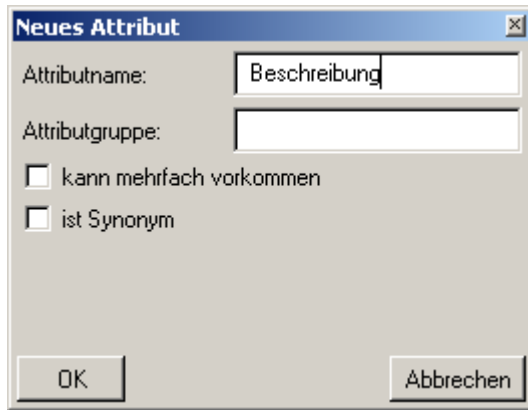 Neues Attribut
Attributname: Beschreibung
Attributgruppe:
kann mehrfach vorkommen
ist Synonym
OK Abbrechen